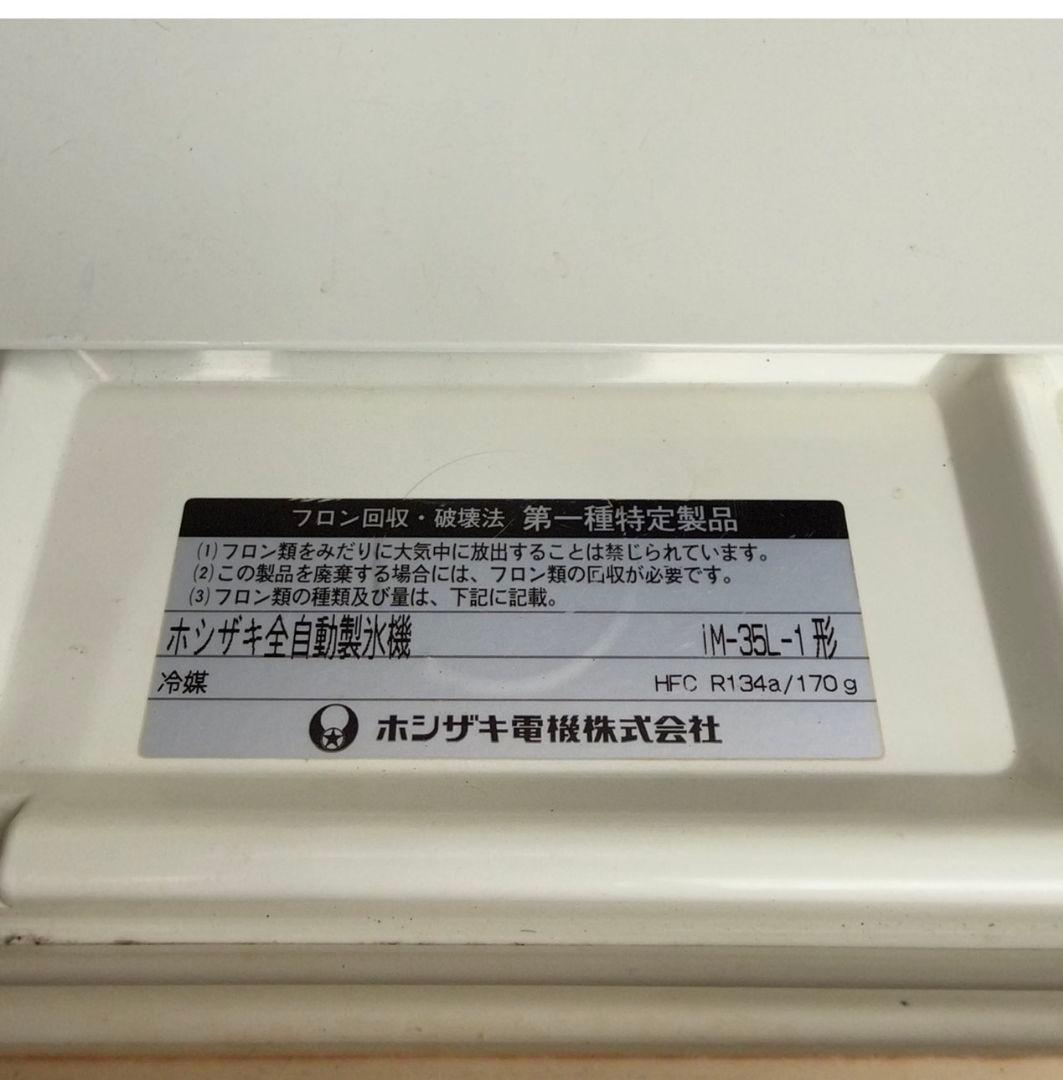 フロン回収・破壊法 第一種特定製品
(1)フロン類をみだりに大気中に放出することは禁じられています。
(2)この製品を廃棄する場合には、フロン類の回収が必要です。
(3)フロン類の種類及び量は、下記に記載。
ホシザキ全自動製氷機 iM-35L-1形
冷媒 HFC R134a/170g
ホシザキ電機株式会社